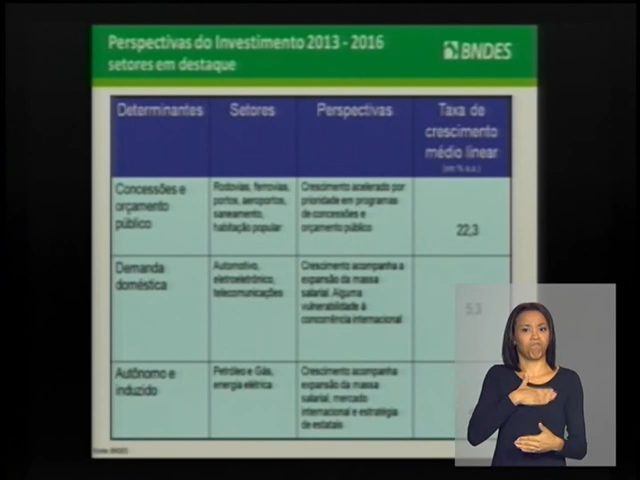 Perspectivas do Investimento 2013 - 2016
setores em destaque
BNDES
Determinantes
Setores
Perspectivas
Taxa de
crescimento
médio linear
(em % a.a.)
Concessões e
orçamento
público
Rodovias, ferrovias,
portos, aeroportos,
saneamento,
habitação popular
Crescimento acelerado por
prioridade em programas
de concessões e
orçamento público
22,3
Demanda
doméstica
Automotivo,
eletroeletrônico,
telecomunicações
Crescimento acompanha a
expansão da massa
salarial. Alguma
vulnerabilidade à
concorrência internacional
5,3
Autônomo e
induzido
Petróleo e Gás,
energia elétrica
Crescimento acompanha
expansão da massa
salarial, mercado
internacional e estratégia
de estatais
Fonte: BNDES